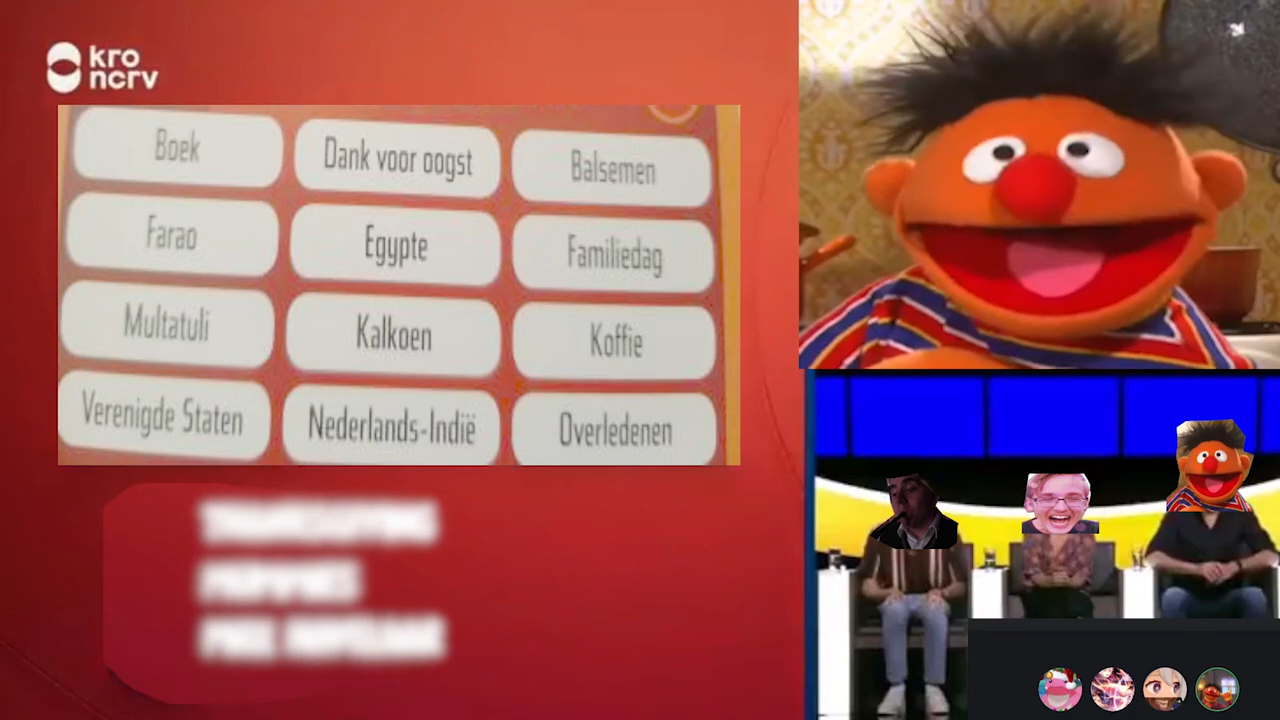 kro
ncrv
Boek
Dank voor oogst
Balsemen
Farao
Egypte
Familiedag
Multatuli
Kalkoen
Koffie
Verenigde Staten
Nederlands-Indië
Overledenen